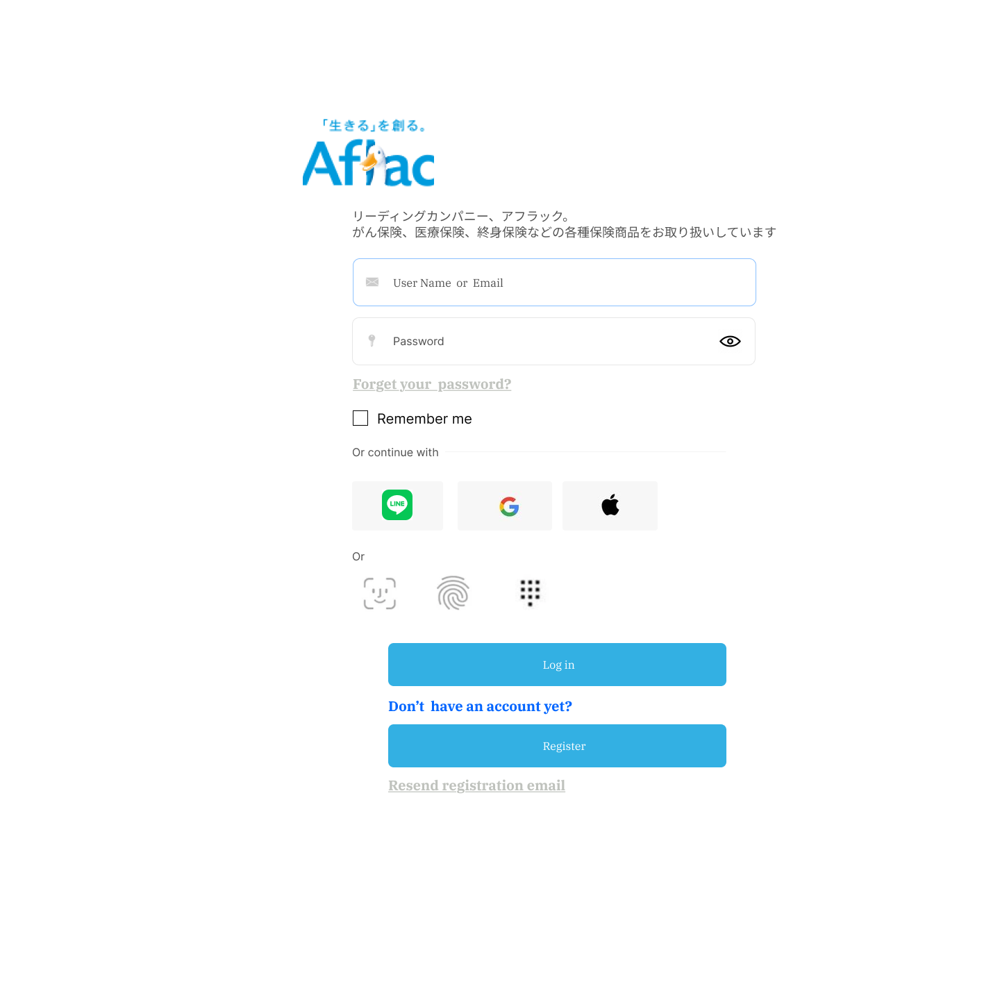 「生きる」を創る。
Aflac
リーディングカンパニー、アフラック。
がん保険、医療保険、終身保険などの各種保険商品をお取り扱いしています
User Name or Email
Password
Forget your password?
Remember me
Or continue with
LINE
Or
Log in
Don’t have an account yet?
Register
Resend registration email